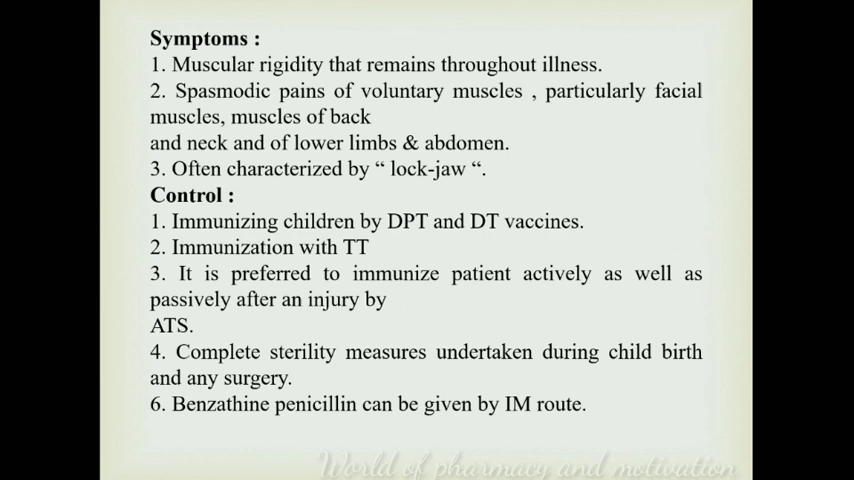 Symptoms :
1. Muscular rigidity that remains throughout illness.
2. Spasmodic pains of voluntary muscles , particularly facial
muscles, muscles of back
and neck and of lower limbs & abdomen.
3. Often characterized by “ lock-jaw “.
Control :
1. Immunizing children by DPT and DT vaccines.
2. Immunization with TT
3. It is preferred to immunize patient actively as well as
passively after an injury by
ATS.
4. Complete sterility measures undertaken during child birth
and any surgery.
6. Benzathine penicillin can be given by IM route.
World of pharmacy and motivation